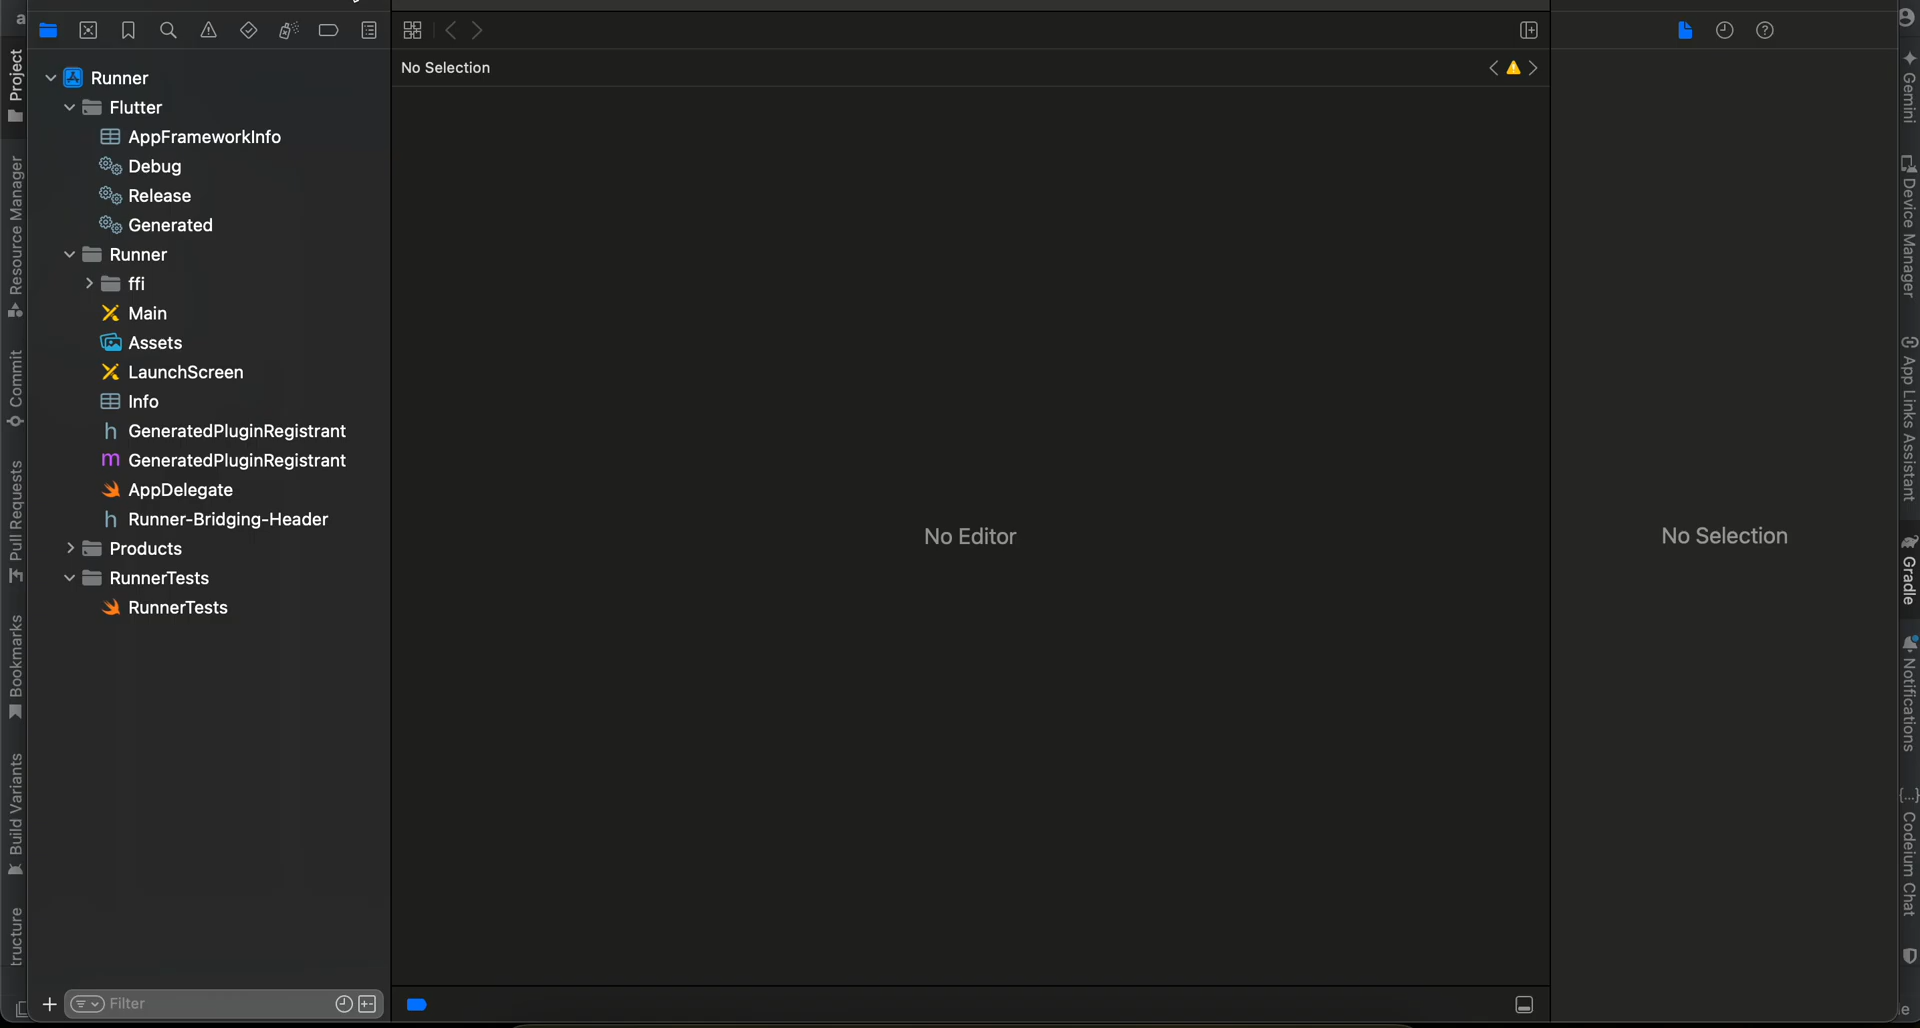 Project
Resource Manager
Commit
Pull Requests
Bookmarks
Build Variants
tructure
Runner
Flutter
AppFrameworkInfo
Debug
Release
Generated
Runner
ffi
Main
Assets
LaunchScreen
Info
h GeneratedPluginRegistrant
m GeneratedPluginRegistrant
AppDelegate
h Runner-Bridging-Header
Products
RunnerTests
RunnerTests
Filter
No Selection
No Editor
No Selection
Gemini
Device Manager
App Links Assistant
Gradle
Notifications
{...} Codeium Chat